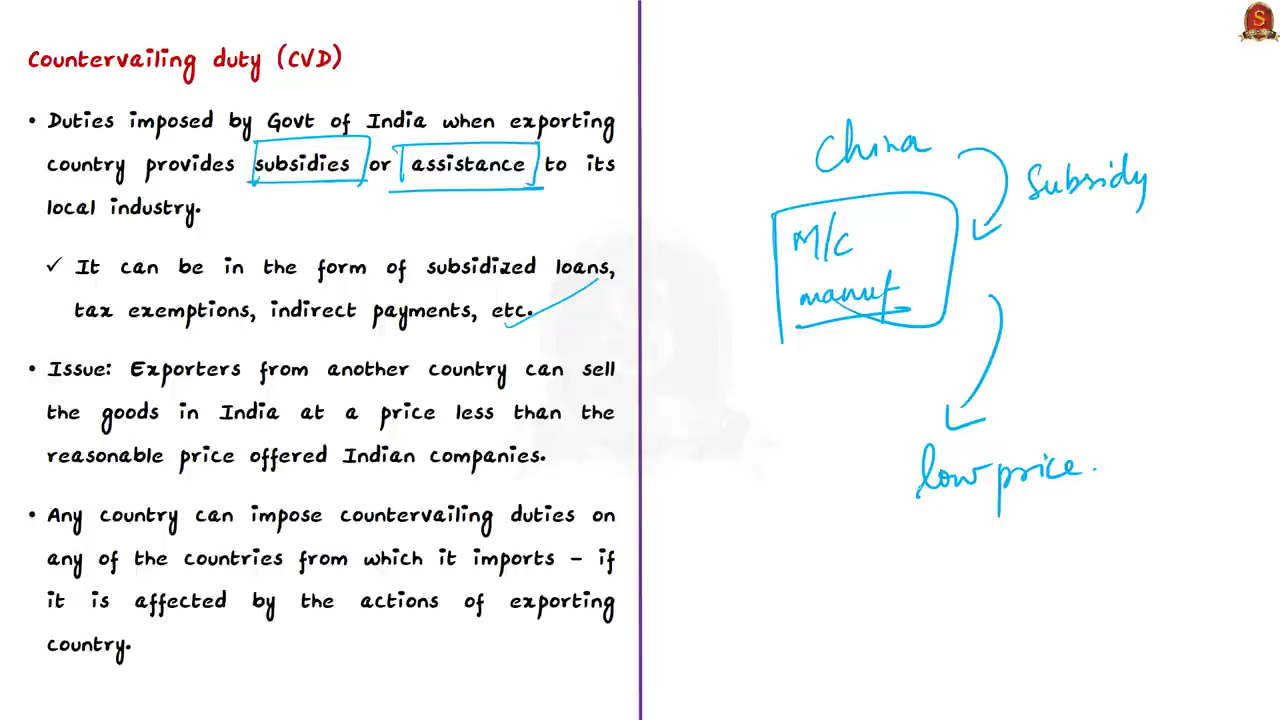 Countervailing duty (CVD)
• Duties imposed by Govt of India when exporting
country provides subsidies or assistance to its
local industry.
✓ It can be in the form of subsidized loans,
tax exemptions, indirect payments, etc.
• Issue: Exporters from another country can sell
the goods in India at a price less than the
reasonable price offered Indian companies.
• Any country can impose countervailing duties on
any of the countries from which it imports – if
it is affected by the actions of exporting
country.
China
Subsidy
M/C
manuf
low price.
S